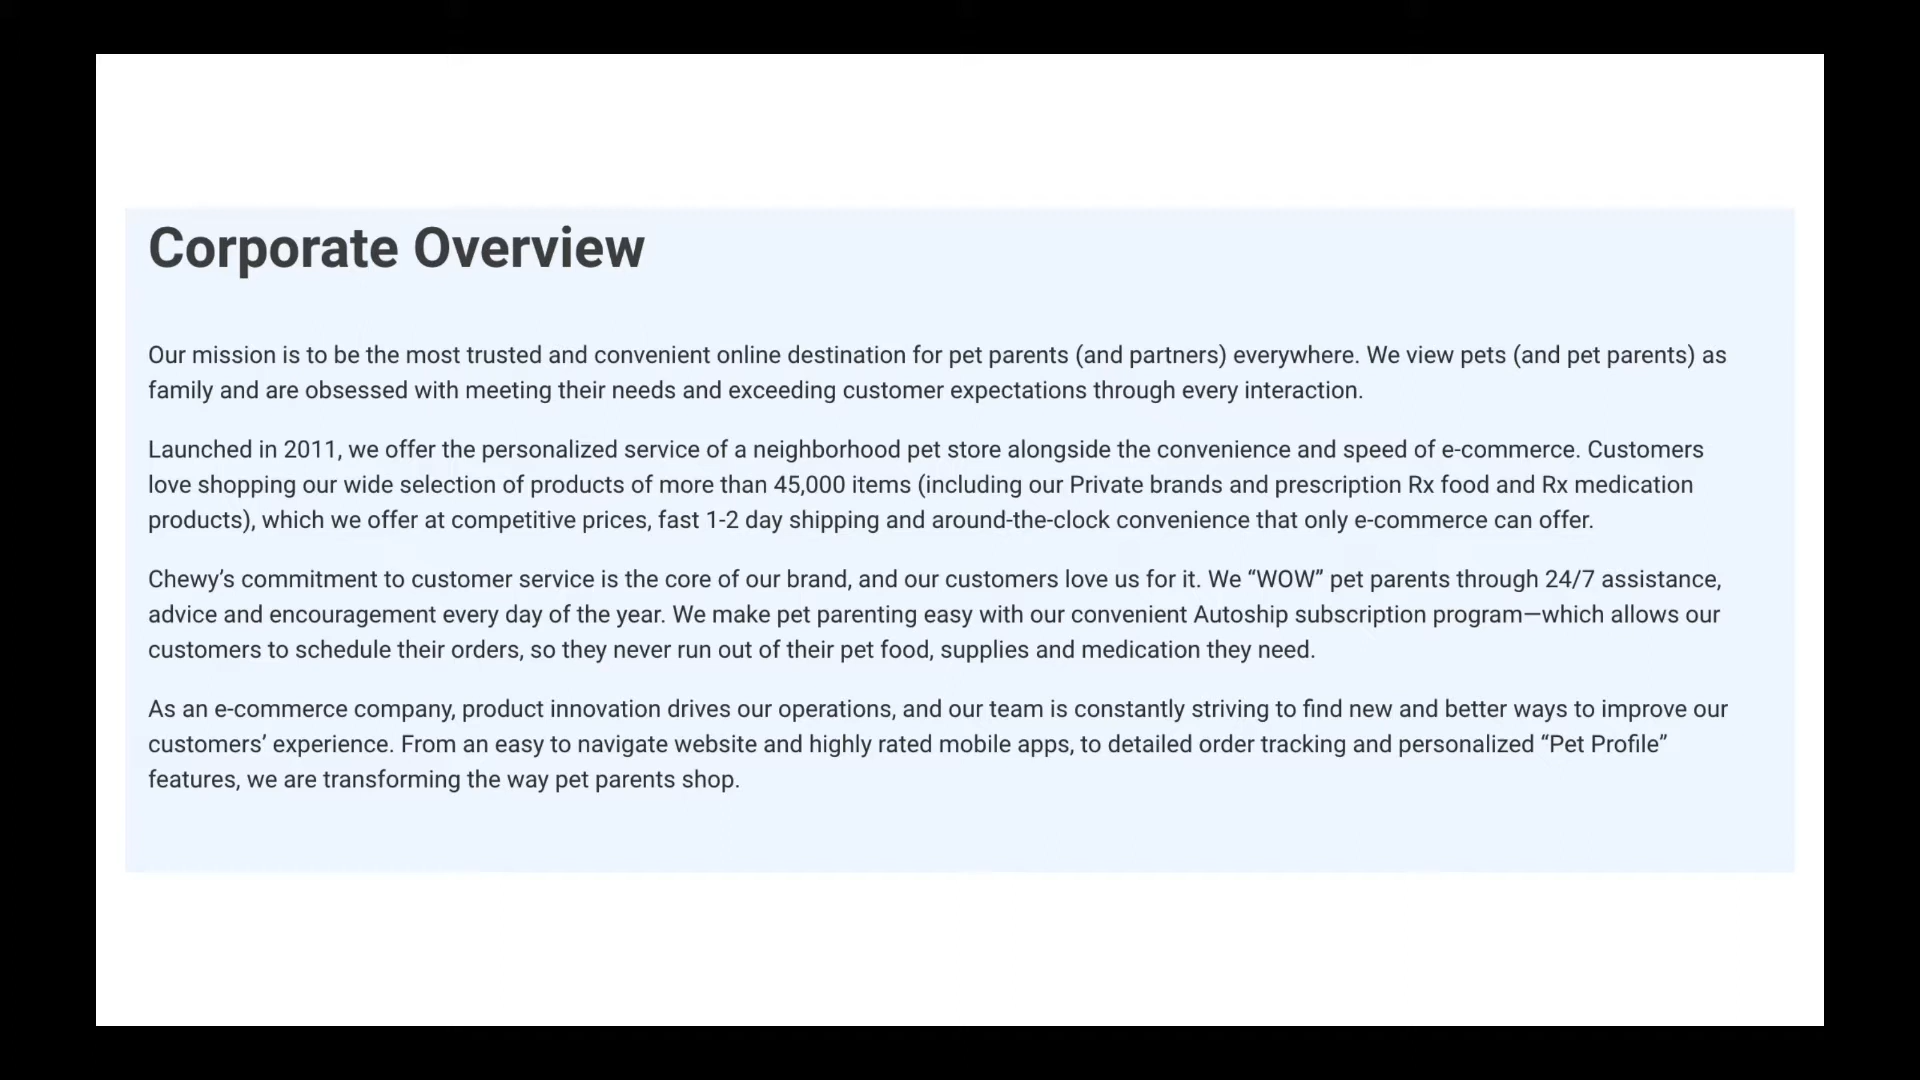 Corporate Overview
Our mission is to be the most trusted and convenient online destination for pet parents (and partners) everywhere. We view pets (and pet parents) as
family and are obsessed with meeting their needs and exceeding customer expectations through every interaction.
Launched in 2011, we offer the personalized service of a neighborhood pet store alongside the convenience and speed of e-commerce. Customers
love shopping our wide selection of products of more than 45,000 items (including our Private brands and prescription Rx food and Rx medication
products), which we offer at competitive prices, fast 1-2 day shipping and around-the-clock convenience that only e-commerce can offer.
Chewy’s commitment to customer service is the core of our brand, and our customers love us for it. We “WOW” pet parents through 24/7 assistance,
advice and encouragement every day of the year. We make pet parenting easy with our convenient Autoship subscription program—which allows our
customers to schedule their orders, so they never run out of their pet food, supplies and medication they need.
As an e-commerce company, product innovation drives our operations, and our team is constantly striving to find new and better ways to improve our
customers’ experience. From an easy to navigate website and highly rated mobile apps, to detailed order tracking and personalized “Pet Profile”
features, we are transforming the way pet parents shop.